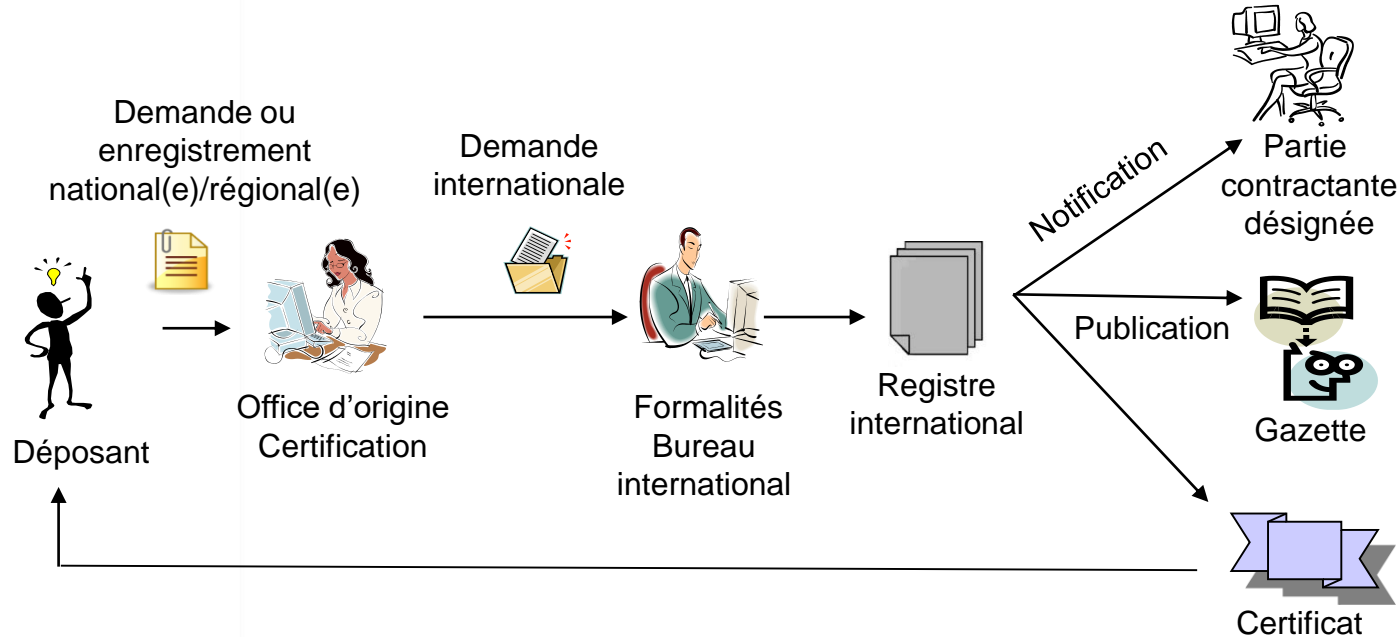 Demande ou
enregistrement
national(e)/régional(e)
Demande
internationale
Déposant
Office d'origine
Certification
Formalités
Bureau
international
Registre
international
Notification
Partie
contractante
désignée
Publication
Gazette
Certificat